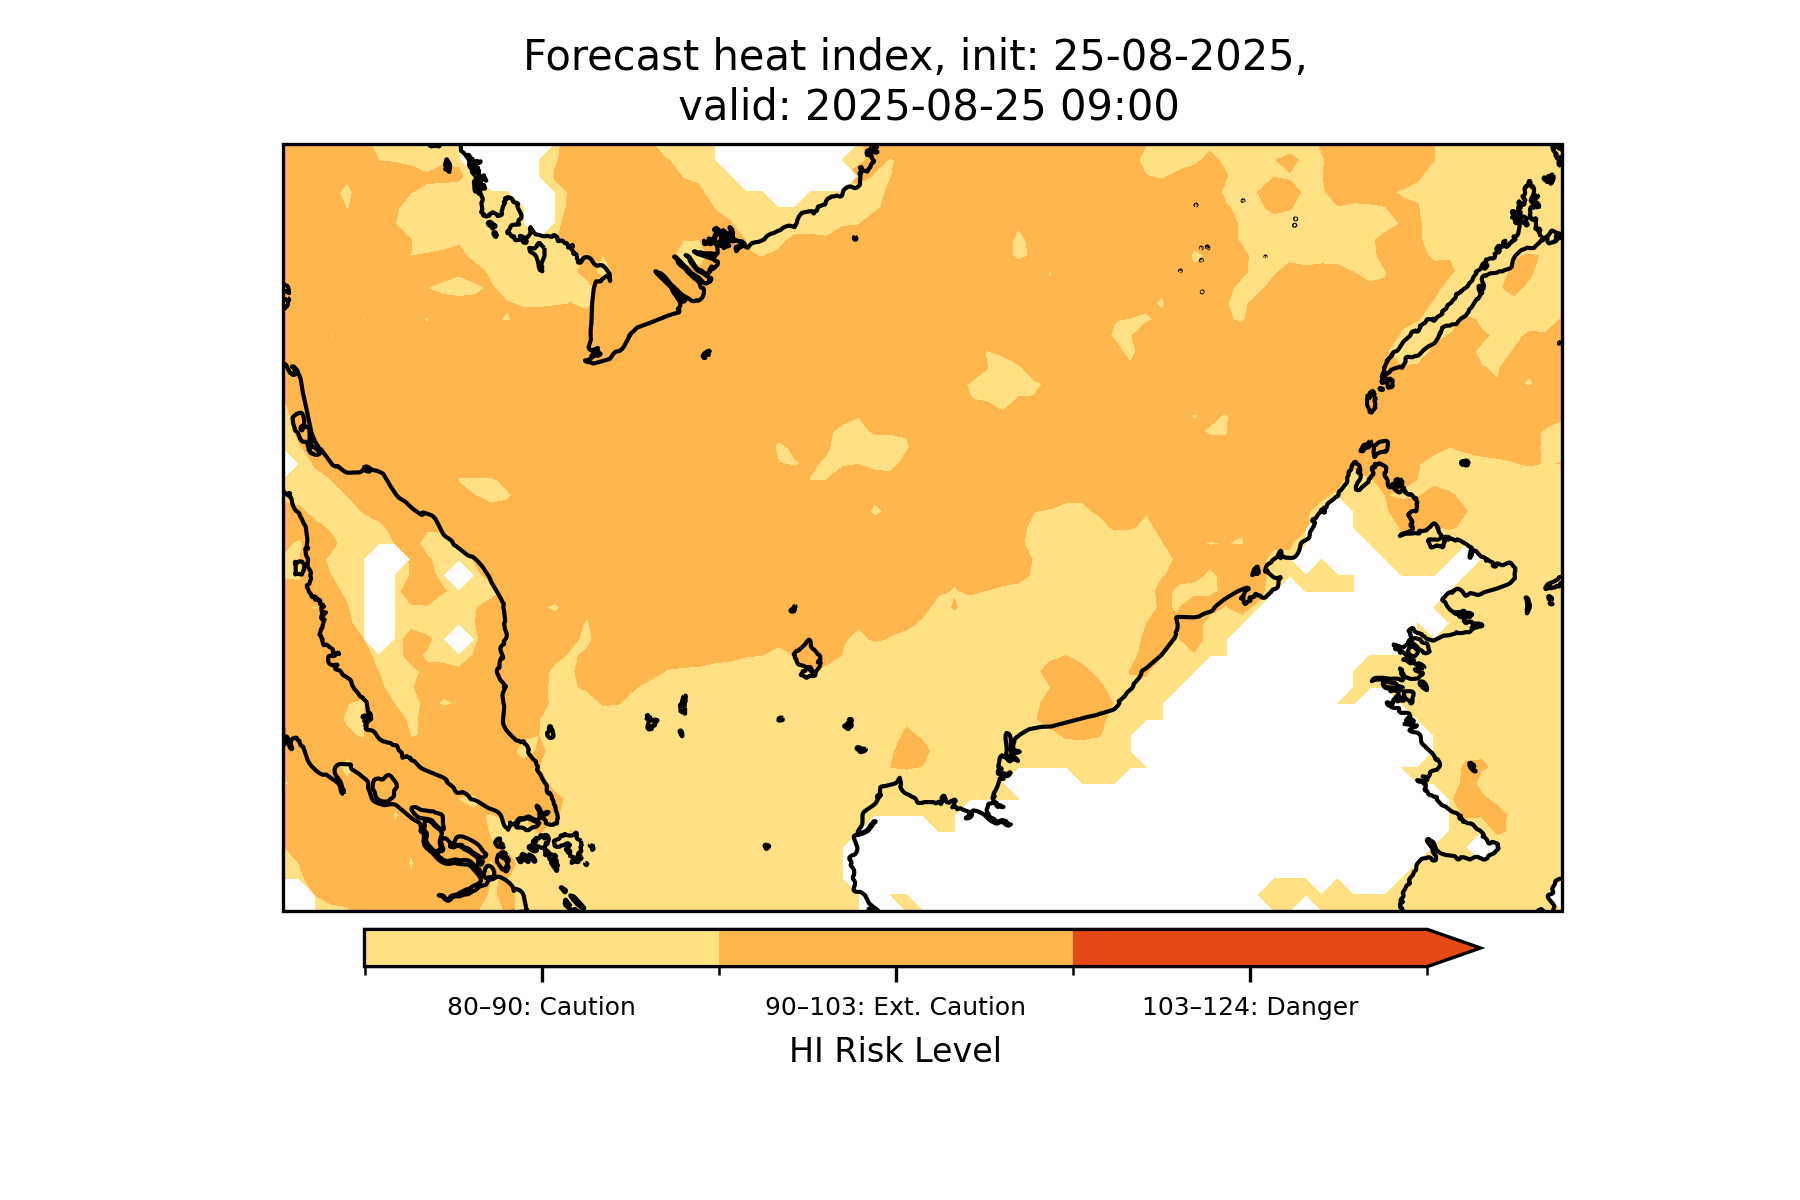 Forecast heat index, init: 25-08-2025,
valid: 2025-08-25 09:00
80–90: Caution
90–103: Ext. Caution
103–124: Danger
HI Risk Level